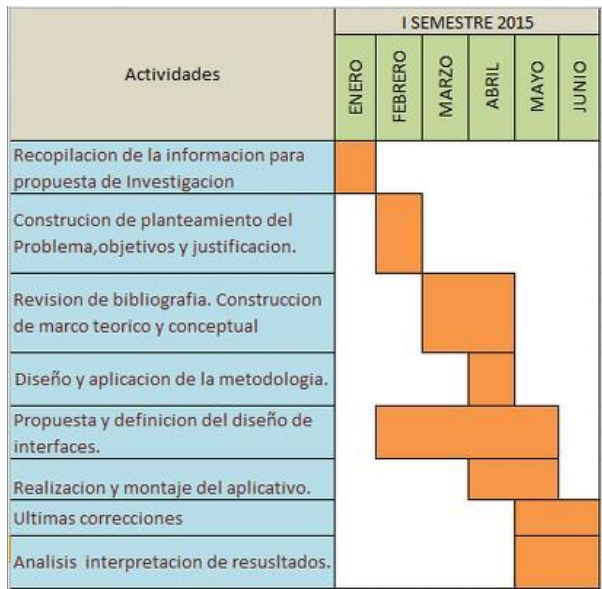 I SEMESTRE 2015
Actividades
ENERO
FEBRERO
MARZO
ABRIL
MAYO
JUNIO
Recopilacion de la informacion para
propuesta de Investigacion
Construcion de planteamiento del
Problema,objetivos y justificacion.
Revision de bibliografia. Construccion
de marco teorico y conceptual
Diseño y aplicacion de la metodologia.
Propuesta y definicion del diseño de
interfaces.
Realizacion y montaje del aplicativo.
Ultimas correcciones
Analisis interpretacion de resusltados.